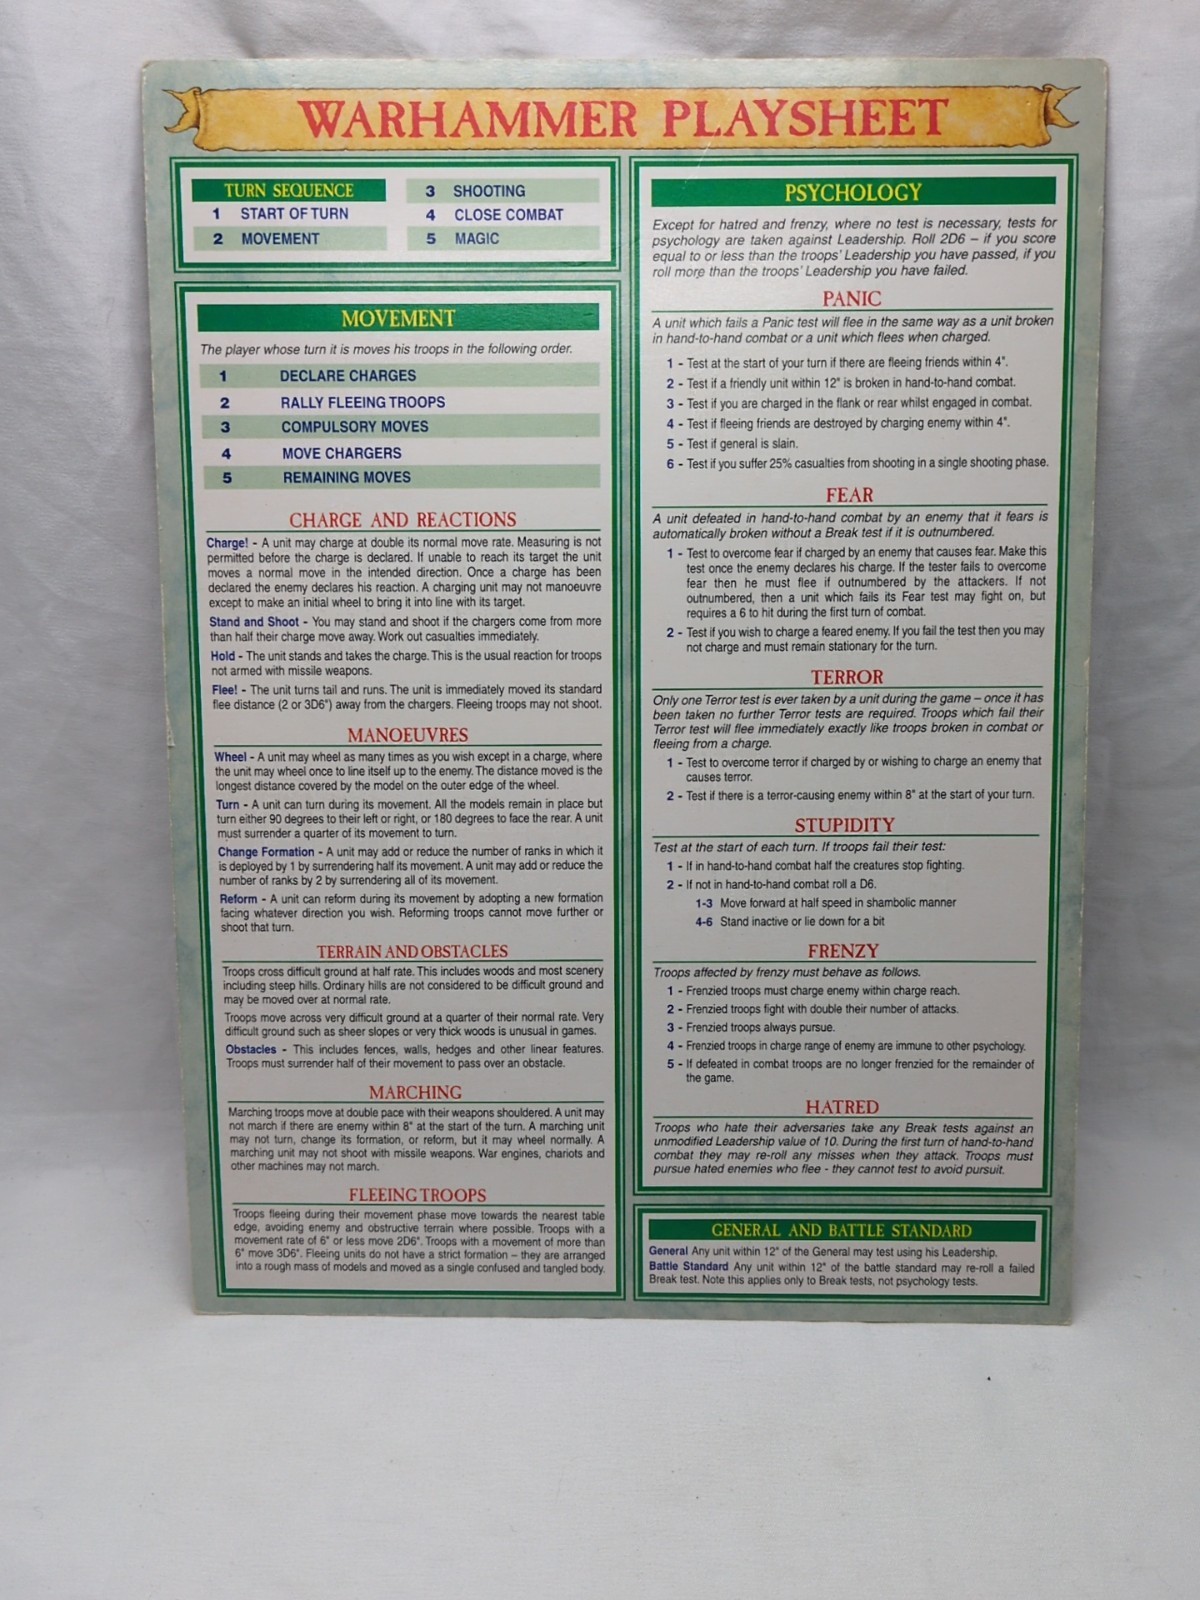 WARHAMMER PLAYSHEET
TURN SEQUENCE
1 START OF TURN
2 MOVEMENT
3 SHOOTING
4 CLOSE COMBAT
5 MAGIC
MOVEMENT
The player whose turn it is moves his troops in the following order.
1 DECLARE CHARGES
2 RALLY FLEEING TROOPS
3 COMPULSORY MOVES
4 MOVE CHARGERS
5 REMAINING MOVES
CHARGE AND REACTIONS
Charge! - A unit may charge at double its normal move rate. Measuring is not
permitted before the charge is declared. If unable to reach its target the unit
moves a normal move in the intended direction. Once a charge has been
declared the enemy declares his reaction. A charging unit may not manoeuvre
except to make an initial wheel to bring it into line with its target.
Stand and Shoot - You may stand and shoot if the chargers come from more
than half their charge move away. Work out casualties immediately.
Hold - The unit stands and takes the charge. This is the usual reaction for troops
not armed with missile weapons.
Flee! - The unit turns tail and runs. The unit is immediately moved its standard
flee distance (2 or 3D6") away from the chargers. Fleeing troops may not shoot.
MANOEUVRES
Wheel - A unit may wheel as many times as you wish except in a charge, where
the unit may wheel once to line itself up to the enemy. The distance moved is the
longest distance covered by the model on the outer edge of the wheel.
Turn - A unit can turn during its movement. All the models remain in place but
turn either 90 degrees to their left or right, or 180 degrees to face the rear. A unit
must surrender a quarter of its movement to turn.
Change Formation - A unit may add or reduce the number of ranks in which it
is deployed by 1 by surrendering half its movement. A unit may add or reduce the
number of ranks by 2 by surrendering all of its movement.
Reform - A unit can reform during its movement by adopting a new formation
facing whatever direction you wish. Reforming troops cannot move further or
shoot that turn.
TERRAIN AND OBSTACLES
Troops cross difficult ground at half rate. This includes woods and most scenery
including steep hills. Ordinary hills are not considered to be difficult ground and
may be moved over at normal rate.
Troops move across very difficult ground at a quarter of their normal rate. Very
difficult ground such as sheer slopes or very thick woods is unusual in games.
Obstacles - This includes fences, walls, hedges and other linear features.
Troops must surrender half of their movement to pass over an obstacle.
MARCHING
Marching troops move at double pace with their weapons shouldered. A unit may
not march if there are enemy within 8" at the start of the turn. A marching unit
may not turn, change its formation, or reform, but it may wheel normally. A
marching unit may not shoot with missile weapons. War engines, chariots and
other machines may not march.
FLEEING TROOPS
Troops fleeing during their movement phase move towards the nearest table
edge, avoiding enemy and obstructive terrain where possible. Troops with a
movement rate of 6" or less move 2D6". Troops with a movement of more than
6" move 3D6". Fleeing units do not have a strict formation – they are arranged
into a rough mass of models and moved as a single confused and tangled body.
PSYCHOLOGY
Except for hatred and frenzy, where no test is necessary, tests for
psychology are taken against Leadership. Roll 2D6 – if you score
equal to or less than the troops' Leadership you have passed, if you
roll more than the troops' Leadership you have failed.
PANIC
A unit which fails a Panic test will flee in the same way as a unit broken
in hand-to-hand combat or a unit which flees when charged.
1 - Test at the start of your turn if there are fleeing friends within 4".
2 - Test if a friendly unit within 12" is broken in hand-to-hand combat.
3 - Test if you are charged in the flank or rear whilst engaged in combat.
4 - Test if fleeing friends are destroyed by charging enemy within 4".
5 - Test if general is slain.
6 - Test if you suffer 25% casualties from shooting in a single shooting phase.
FEAR
A unit defeated in hand-to-hand combat by an enemy that it fears is
automatically broken without a Break test if it is outnumbered.
1 - Test to overcome fear if charged by an enemy that causes fear. Make this
test once the enemy declares his charge. If the tester fails to overcome
fear then he must flee if outnumbered by the attackers. If not
outnumbered, then a unit which fails its Fear test may fight on, but
requires a 6 to hit during the first turn of combat.
2 - Test if you wish to charge a feared enemy. If you fail the test then you may
not charge and must remain stationary for the turn.
TERROR
Only one Terror test is ever taken by a unit during the game – once it has
been taken no further Terror tests are required. Troops which fail their
Terror test will flee immediately exactly like troops broken in combat or
fleeing from a charge.
1 - Test to overcome terror if charged by or wishing to charge an enemy that
causes terror.
2 - Test if there is a terror-causing enemy within 8" at the start of your turn.
STUPIDITY
Test at the start of each turn. If troops fail their test:
1 - If in hand-to-hand combat half the creatures stop fighting.
2 - If not in hand-to-hand combat roll a D6.
1-3 Move forward at half speed in shambolic manner
4-6 Stand inactive or lie down for a bit
FRENZY
Troops affected by frenzy must behave as follows.
1 - Frenzied troops must charge enemy within charge reach.
2 - Frenzied troops fight with double their number of attacks.
3 - Frenzied troops always pursue.
4 - Frenzied troops in charge range of enemy are immune to other psychology.
5 - If defeated in combat troops are no longer frenzied for the remainder of
the game.
HATRED
Troops who hate their adversaries take any Break tests against an
unmodified Leadership value of 10. During the first turn of hand-to-hand
combat they may re-roll any misses when they attack. Troops must
pursue hated enemies who flee - they cannot test to avoid pursuit.
GENERAL AND BATTLE STANDARD
General Any unit within 12" of the General may test using his Leadership.
Battle Standard Any unit within 12" of the battle standard may re-roll a failed
Break test. Note this applies only to Break tests, not psychology tests.